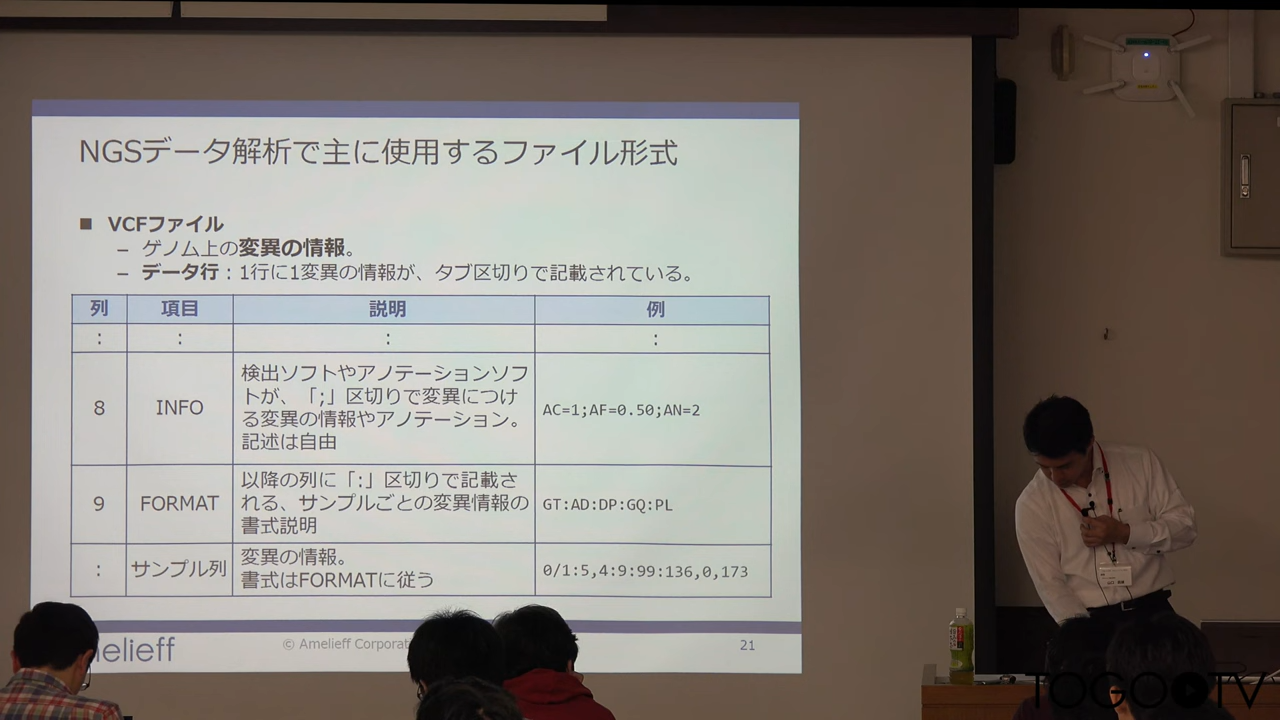 NGSデータ解析で主に使用するファイル形式
■ VCFファイル
– ゲノム上の変異の情報。
– データ行：1行に1変異の情報が、タブ区切りで記載されている。
列 項目 説明 例
: : : :
8 INFO 検出ソフトやアノテーションソフ
トが、「;」区切りで変異につけ
る変異の情報やアノテーション。
記述は自由
AC=1;AF=0.50;AN=2
9 FORMAT 以降の列に「:」区切りで記載さ
れる、サンプルごとの変異情報の
書式説明
GT:AD:DP:GQ:PL
: サンプル列 変異の情報。
書式はFORMATに従う
0/1:5,4:9:99:136,0,173
elieff
© Amelieff Corporat
21
TOGOTV